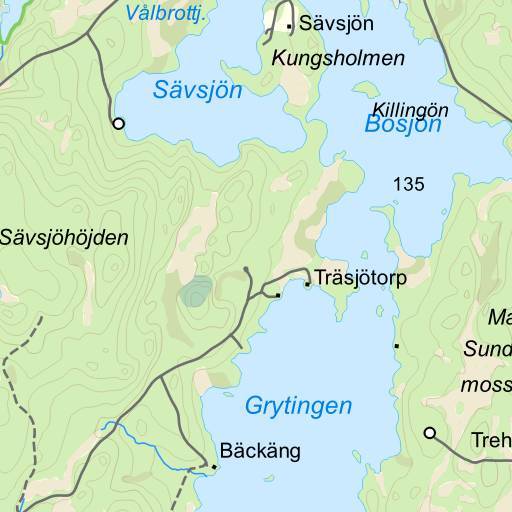 Vålbrottj.
Sävsjön
Kungsholmen
Sävsjön
Killingön
Bosjön
135
Sävsjöhöjden
Träsjötorp
Ma
Sund
moss
Grytingen
Treh
Bäckäng